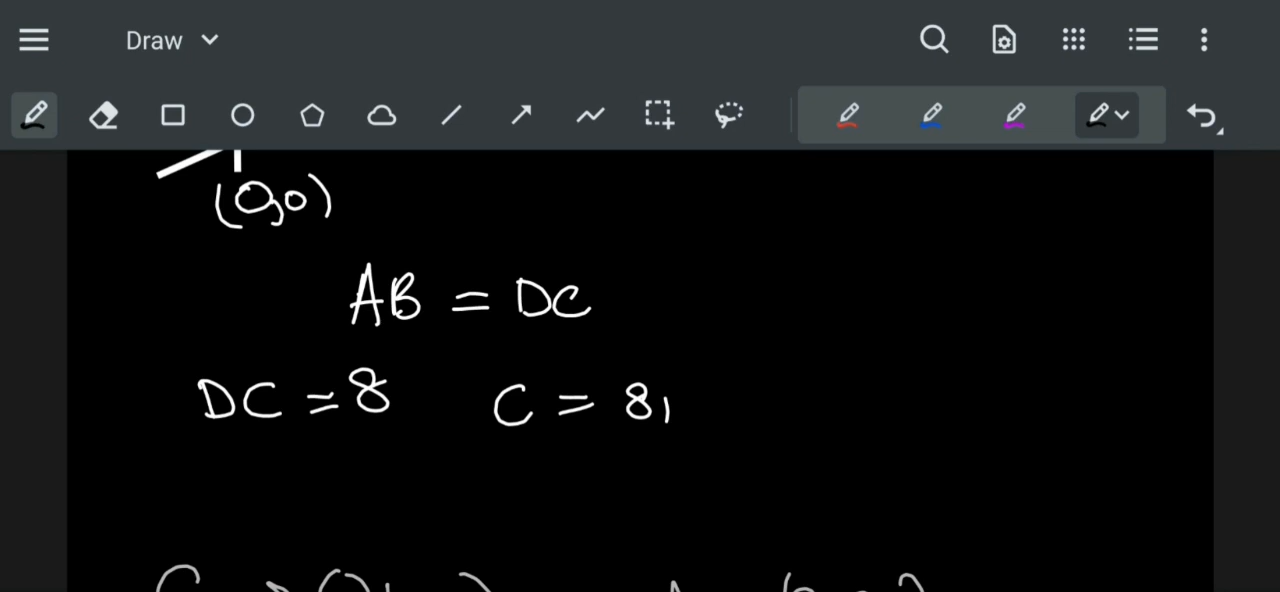 Draw
(0,0)
AB = DC
DC = 8 C = 8,